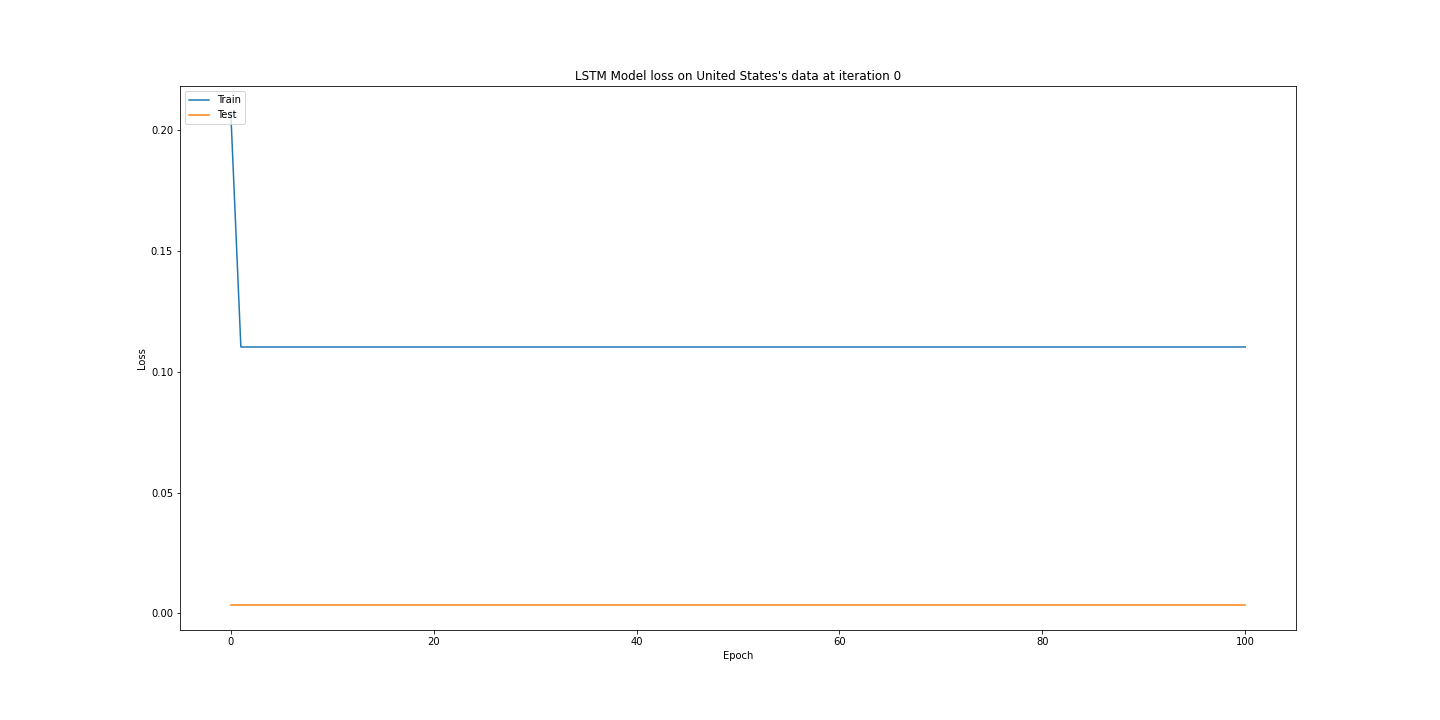 LSTM Model loss on United States's data at iteration 0
Train
Test
0.20
0.15
0.10
0.05
0.00
Loss
0 20 40 60 80 100
Epoch